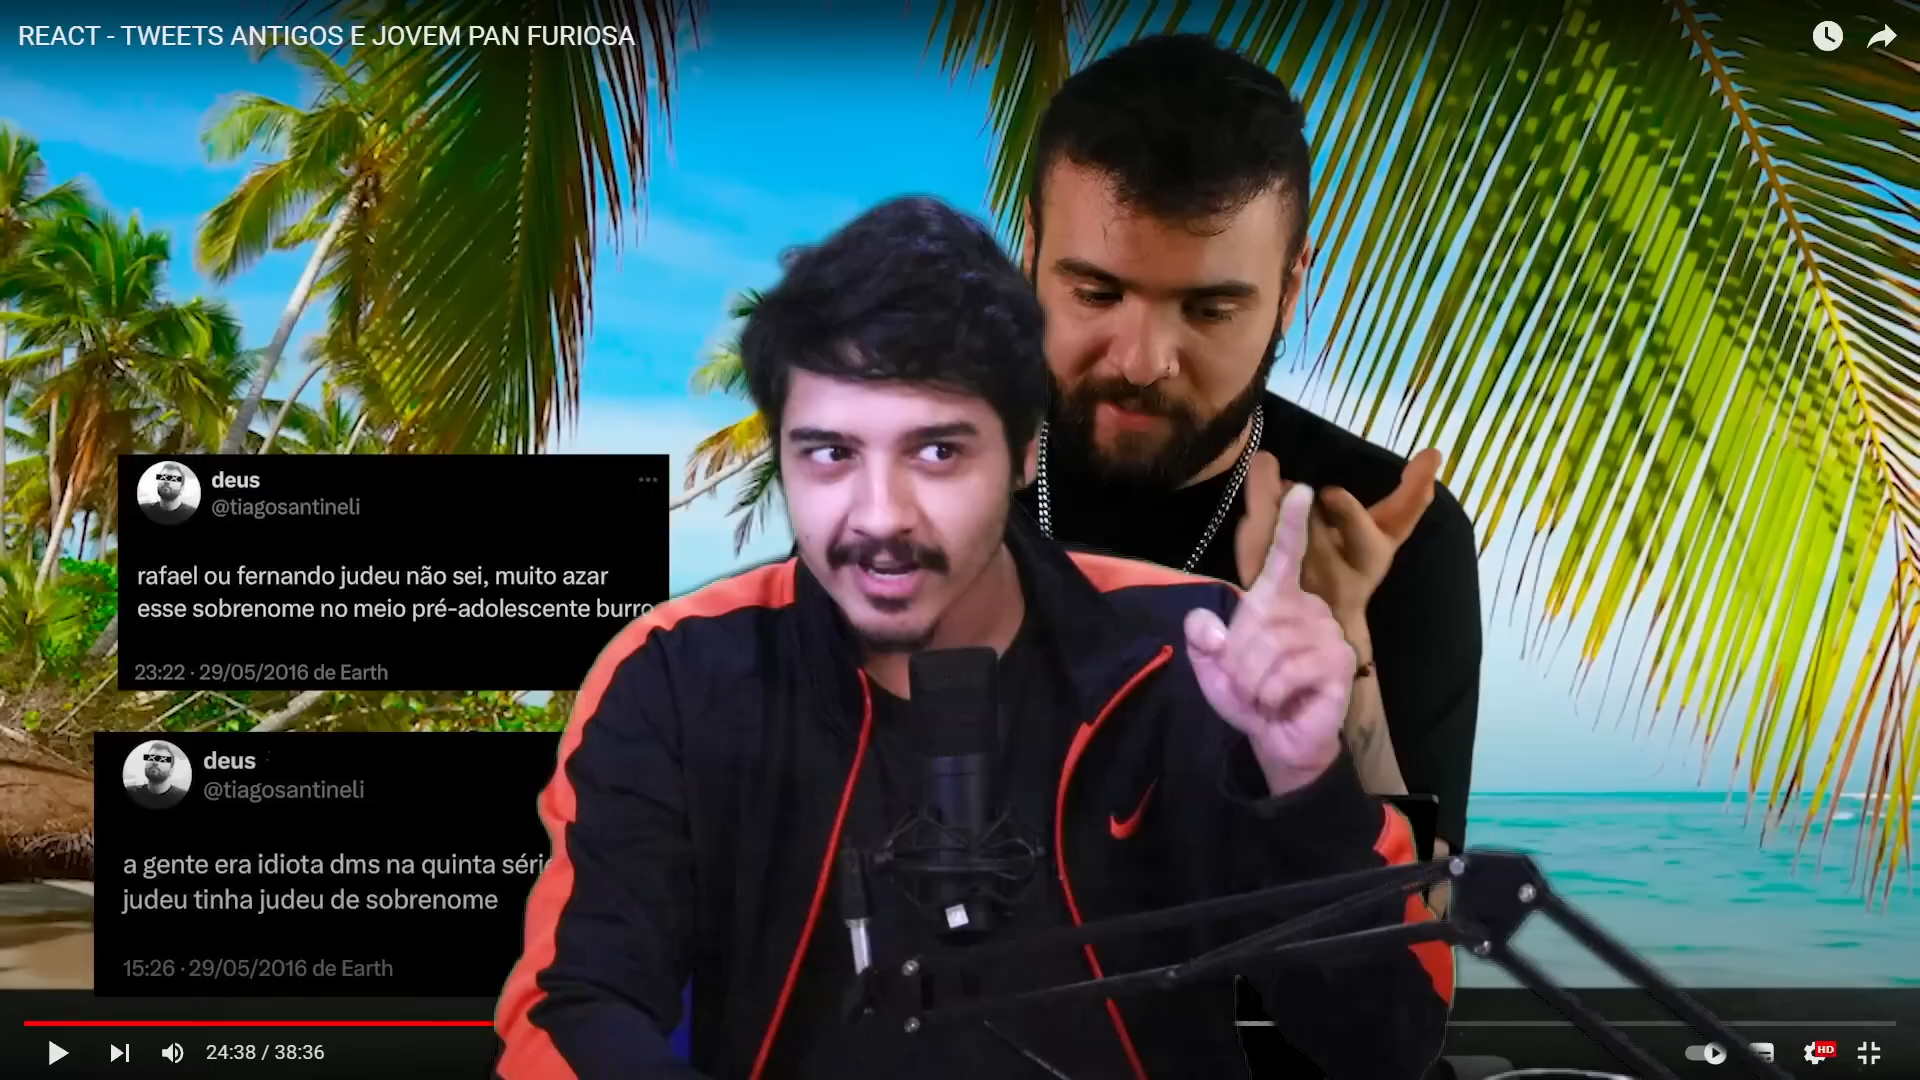 REACT - TWEETS ANTIGOS E JOVEM PAN FURIOSA
deus
@tiagosantineli
rafael ou fernando judeu não sei, muito azar
esse sobrenome no meio pré-adolescente burro
23:22 · 29/05/2016 de Earth
deus
@tiagosantineli
a gente era idiota dms na quinta série
judeu tinha judeu de sobrenome
15:26 · 29/05/2016 de Earth
24:38 / 38:36
HD